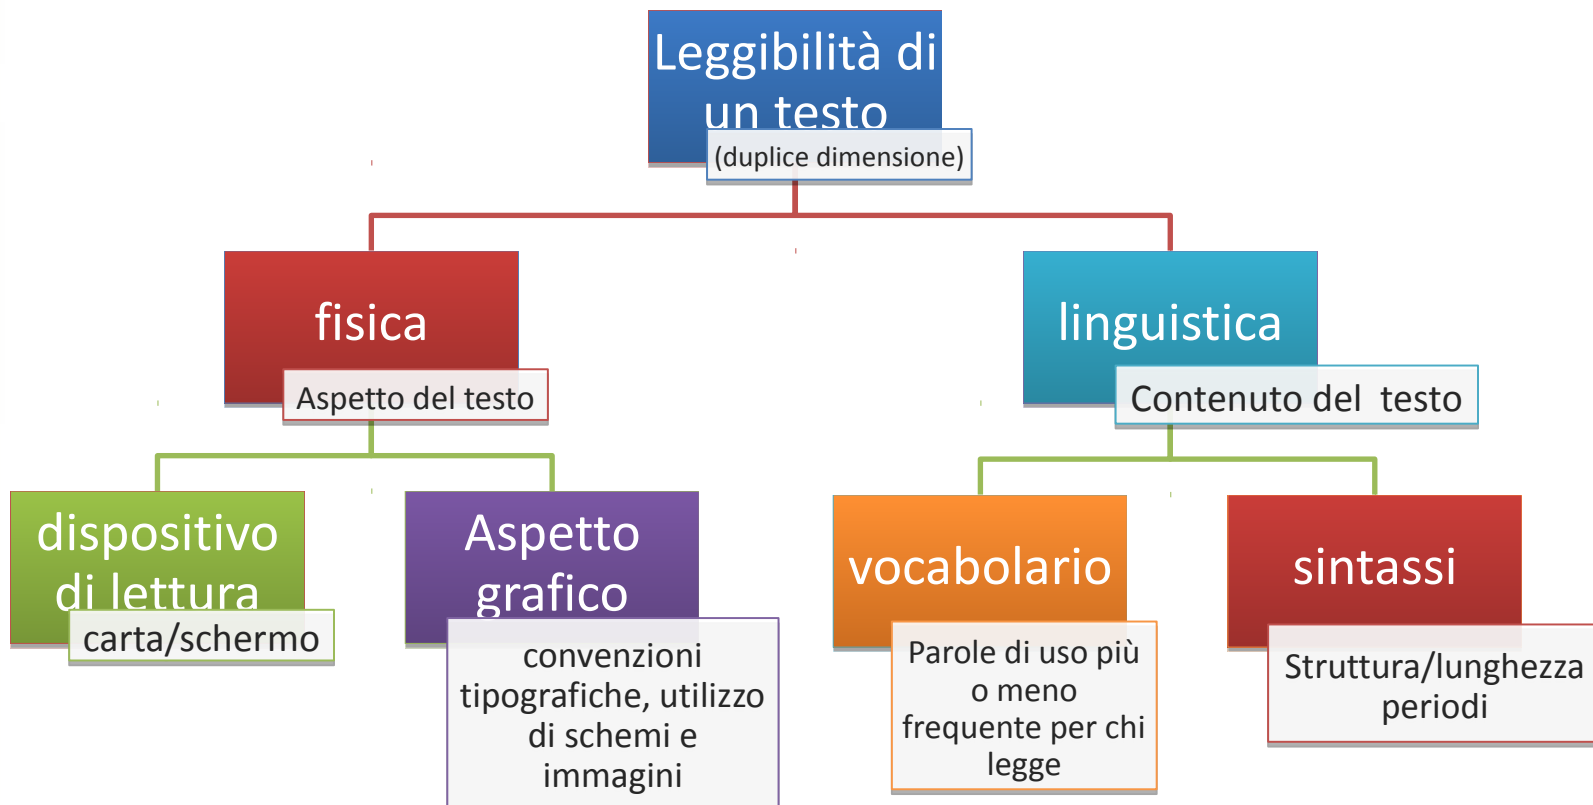 Leggibilità di
un testo
(duplice dimensione)
fisica
Aspetto del testo
linguistica
Contenuto del  testo
dispositivo
di lettura
carta/schermo
Aspetto
grafico
convenzioni
tipografiche, utilizzo
di schemi e
immagini
vocabolario
Parole di uso più
o meno
frequente per chi
legge
sintassi
Struttura/lunghezza
periodi